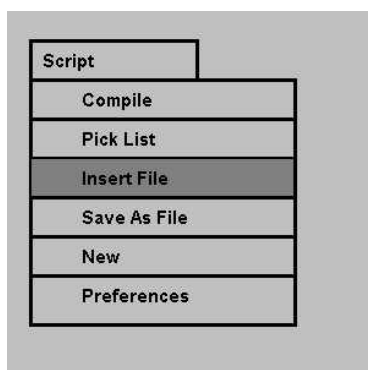 Script
Compile
Pick List
Insert File
Save As File
New
Preferences